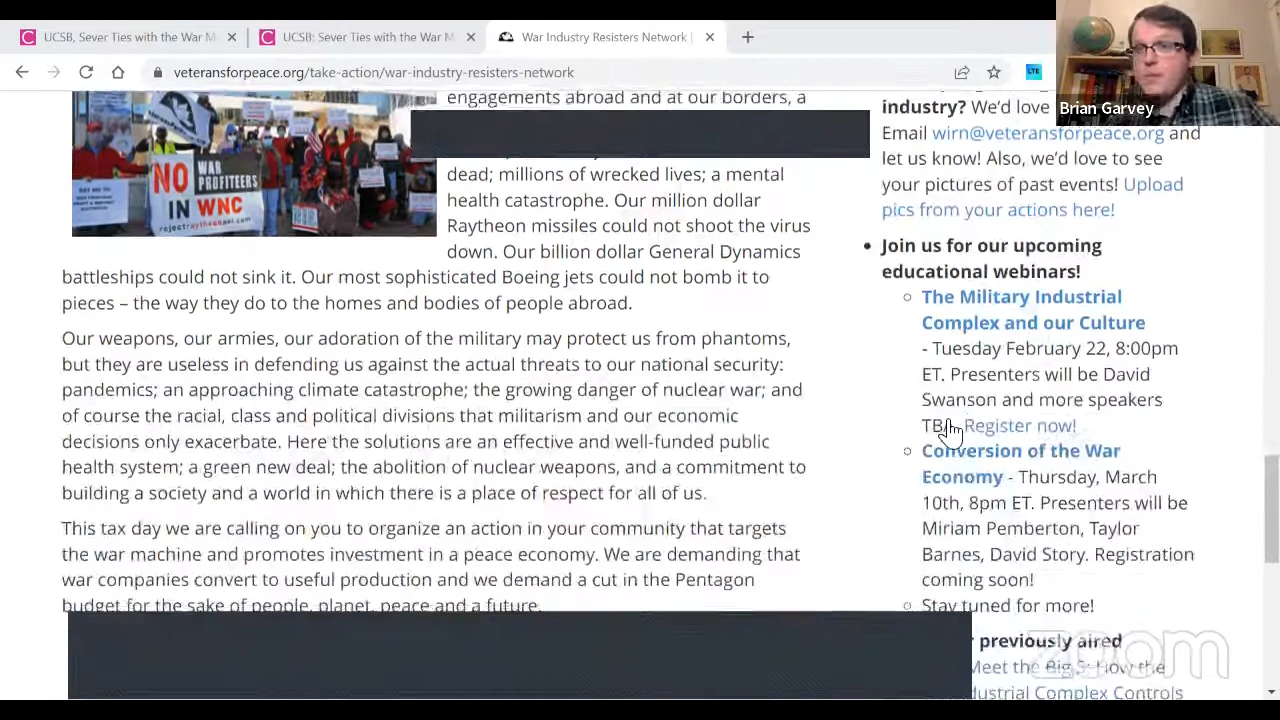 UCSB, Sever Ties with the War M
UCSB: Sever Ties with the War M
War Industry Resisters Network |
veteransforpeace.org/take-action/war-industry-resisters-network
LTE
Brian Garvey
NO WAR
PROFITEERS
IN WNC
rejectraytheonavl.com
engagements abroad and at our borders, a
dead; millions of wrecked lives; a mental
health catastrophe. Our million dollar
Raytheon missiles could not shoot the virus
down. Our billion dollar General Dynamics
battleships could not sink it. Our most sophisticated Boeing jets could not bomb it to
pieces – the way they do to the homes and bodies of people abroad.
Our weapons, our armies, our adoration of the military may protect us from phantoms,
but they are useless in defending us against the actual threats to our national security:
pandemics; an approaching climate catastrophe; the growing danger of nuclear war; and
of course the racial, class and political divisions that militarism and our economic
decisions only exacerbate. Here the solutions are an effective and well-funded public
health system; a green new deal; the abolition of nuclear weapons, and a commitment to
building a society and a world in which there is a place of respect for all of us.
This tax day we are calling on you to organize an action in your community that targets
the war machine and promotes investment in a peace economy. We are demanding that
war companies convert to useful production and we demand a cut in the Pentagon
budget for the sake of people, planet, peace and a future.
industry? We'd love
Email wirn@veteransforpeace.org and
let us know! Also, we'd love to see
your pictures of past events! Upload
pics from your actions here!
Join us for our upcoming
educational webinars!
The Military Industrial
Complex and our Culture
- Tuesday February 22, 8:00pm
ET. Presenters will be David
Swanson and more speakers
Register now!
Conversion of the War
Economy - Thursday, March
10th, 8pm ET. Presenters will be
Miriam Pemberton, Taylor
Barnes, David Story. Registration
coming soon!
Stay tuned for more!
previously aired
Meet the Big 5: How the
Complex Controls
zoom